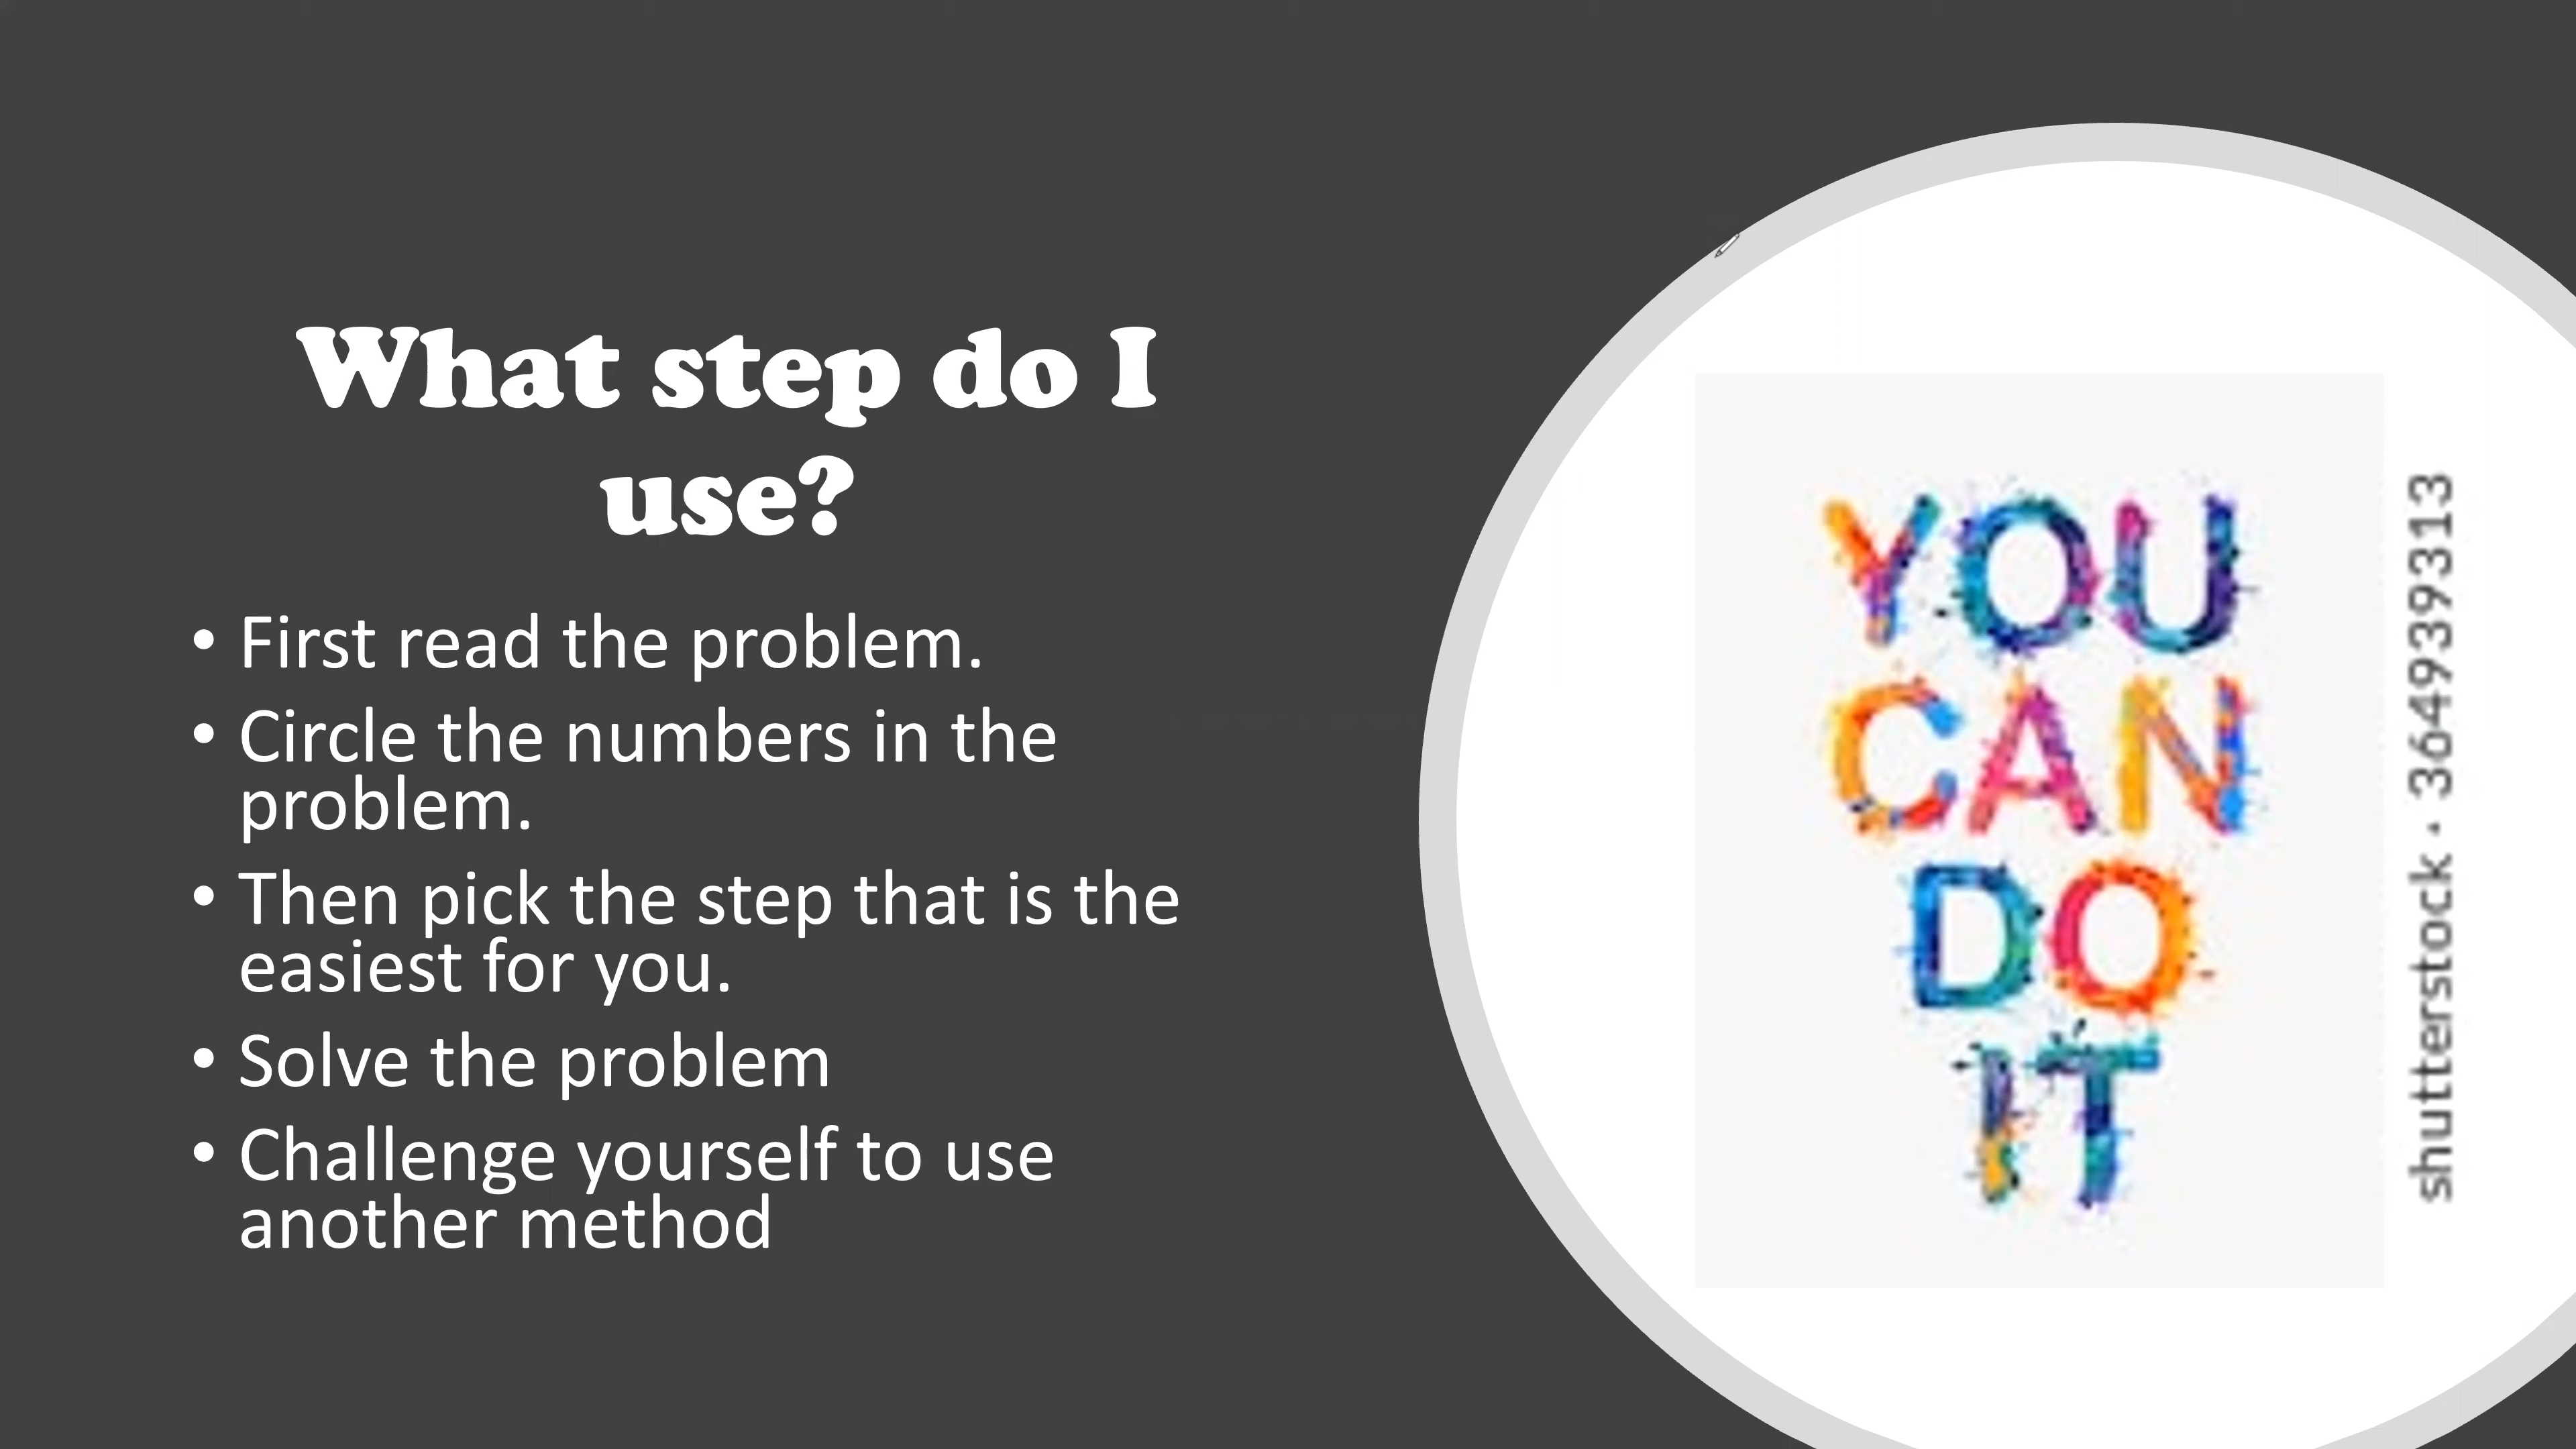 What step do I
use?
• First read the problem.
• Circle the numbers in the
problem.
• Then pick the step that is the
easiest for you.
• Solve the problem
• Challenge yourself to use
another method
YOU
CAN
DO
IT
shutterstock · 364939313